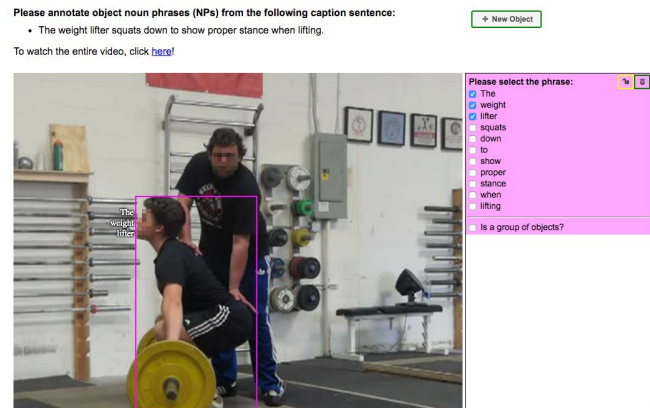 Please annotate object noun phrases (NPs) from the following caption sentence:
• The weight lifter squats down to show proper stance when lifting.
To watch the entire video, click here!
+ New Object
Please select the phrase:
The
weight
lifter
squats
down
to
show
proper
stance
when
lifting
Is a group of objects?
The
weight
lifter